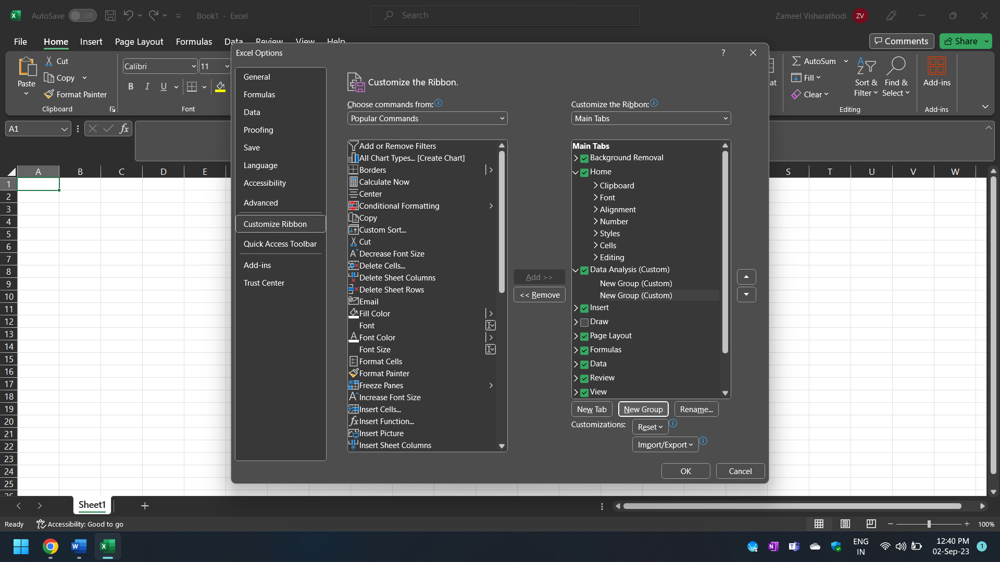 AutoSave Off
Book1 - Excel
Search
Zameel Visharathodi ZV
File Home Insert Page Layout Formulas Data Review View Help
Comments Share
Paste
Cut
Copy
Format Painter
Clipboard
Calibri 11
B I U
Font
AutoSum
Fill
Clear
Sort & Filter
Find & Select
Editing
Add-ins
Add-ins
A1
fx
A B C D E S T U V W
1
2
3
4
5
6
7
8
9
10
11
12
13
14
15
16
17
18
19
20
21
22
23
24
25
Excel Options ?
General
Formulas
Data
Proofing
Save
Language
Accessibility
Advanced
Customize Ribbon
Quick Access Toolbar
Add-ins
Trust Center
Customize the Ribbon.
Choose commands from:
Popular Commands
Add or Remove Filters
All Chart Types... [Create Chart]
Borders
Calculate Now
Center
Conditional Formatting
Copy
Custom Sort...
Cut
Decrease Font Size
Delete Cells...
Delete Sheet Columns
Delete Sheet Rows
Email
Fill Color
Font
Font Color
Font Size
Format Cells
Format Painter
Freeze Panes
Increase Font Size
Insert Cells...
Insert Function...
Insert Picture
Insert Sheet Columns
Add >>
<< Remove
Customize the Ribbon:
Main Tabs
Main Tabs
Background Removal
Home
Clipboard
Font
Alignment
Number
Styles
Cells
Editing
Data Analysis (Custom)
New Group (Custom)
New Group (Custom)
Insert
Draw
Page Layout
Formulas
Data
Review
View
New Tab New Group Rename...
Customizations: Reset
Import/Export
OK Cancel
Sheet1
Ready Accessibility: Good to go
100%
ENG
IN
12:40 PM
02-Sep-23
1